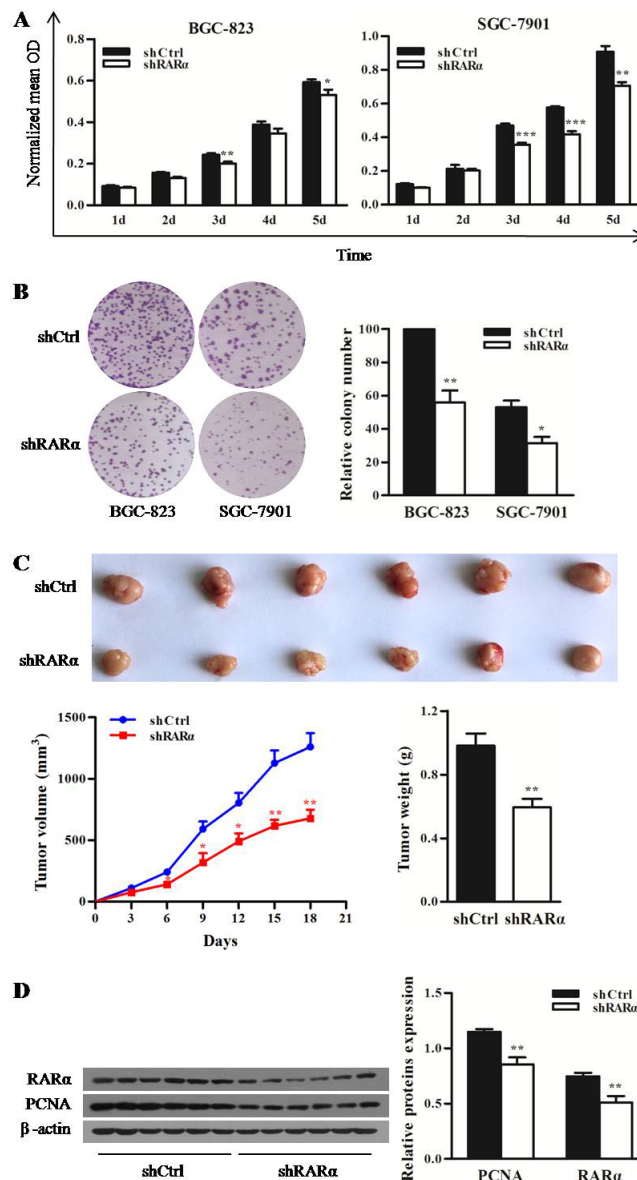 A
BGC-823
SGC-7901
Normalized mean OD
0.8
0.6
0.4
0.2
0.0
shCtrl
shRARα
**
*
1d 2d 3d 4d 5d
1.0
0.8
0.6
0.4
0.2
0.0
shCtrl
shRARα
***
***
**
1d 2d 3d 4d 5d
Time
B
shCtrl
shRARα
BGC-823 SGC-7901
Relative colony number
100
80
60
40
20
0
shCtrl
shRARα
**
*
BGC-823 SGC-7901
C
shCtrl
shRARα
Tumor volume (mm³)
1500
1000
500
0
shCtrl
shRARα
*
*
*
**
**
0 3 6 9 12 15 18 21
Days
Tumor weight (g)
1.2
0.9
0.6
0.3
0.0
**
shCtrl shRARα
D
RARα
PCNA
β-actin
shCtrl shRARα
Relative proteins expression
1.5
1.0
0.5
0.0
shCtrl
shRARα
**
**
PCNA RARα